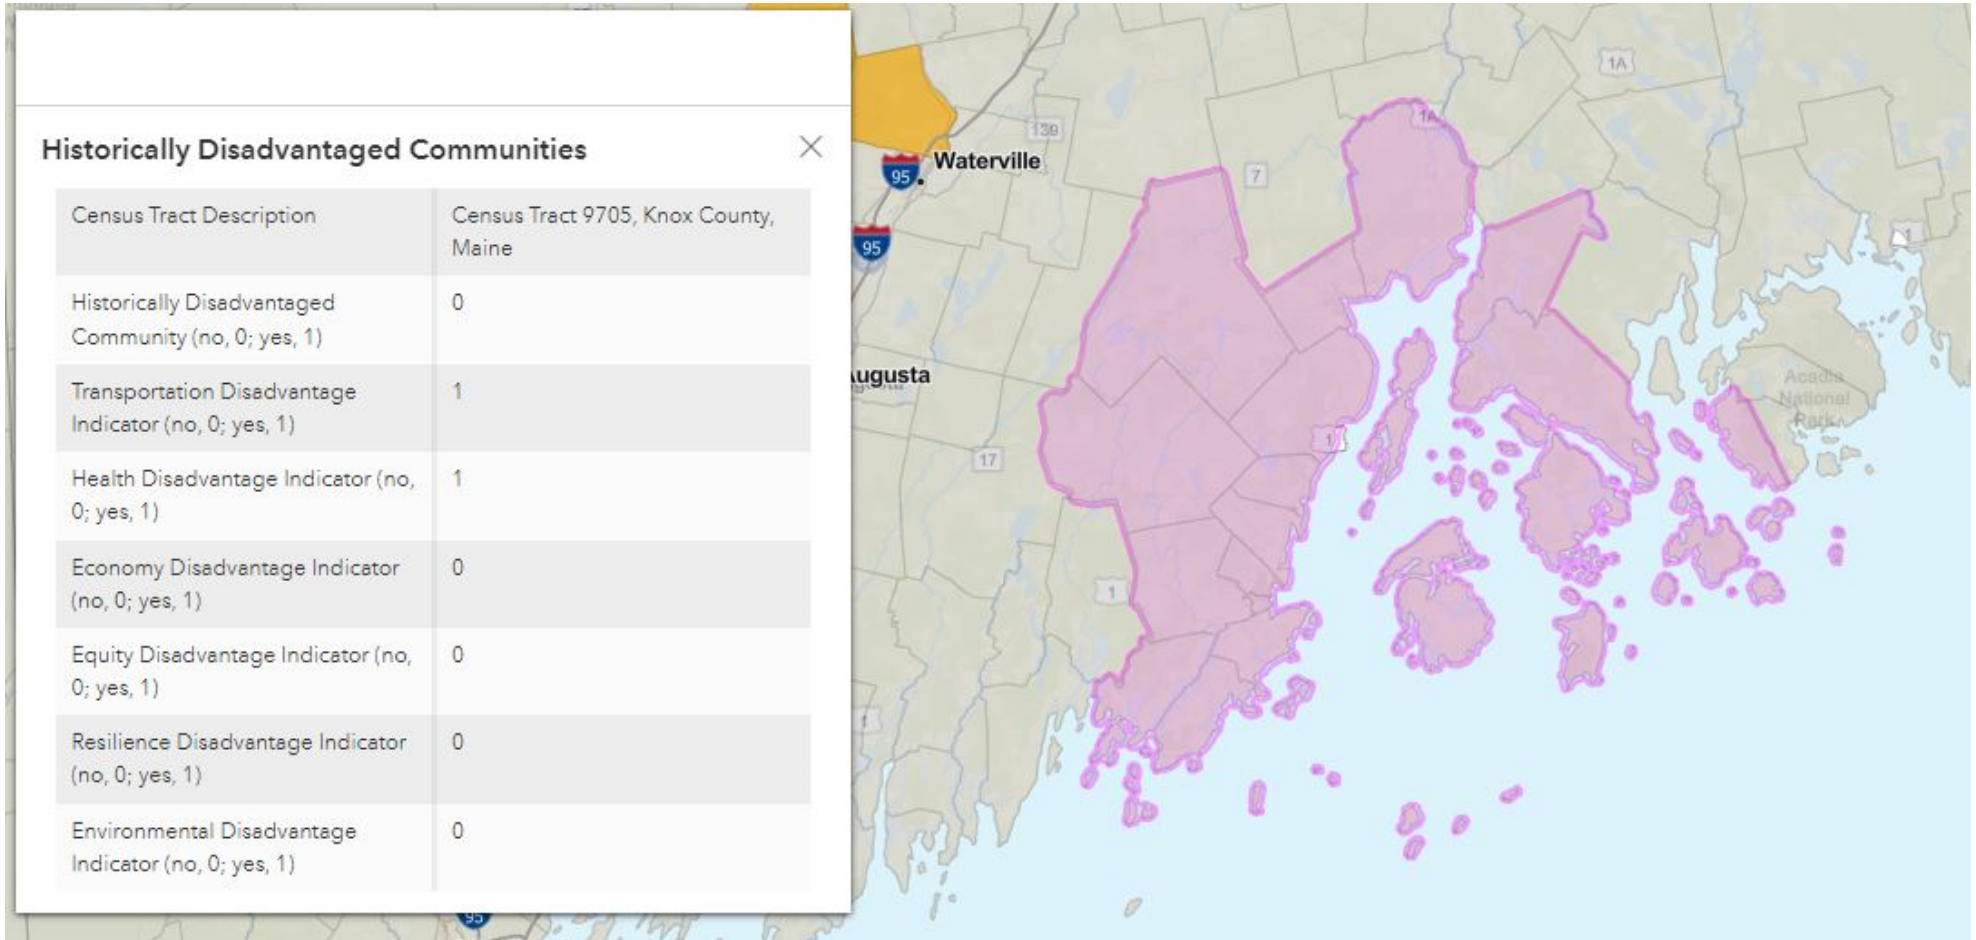 Historically Disadvantaged Communities
Census Tract Description
Census Tract 9705, Knox County,
Maine
Historically Disadvantaged
Community (no, 0; yes, 1)
0
Transportation Disadvantage
Indicator (no, 0; yes, 1)
1
Health Disadvantage Indicator (no,
0; yes, 1)
1
Economy Disadvantage Indicator
(no, 0; yes, 1)
0
Equity Disadvantage Indicator (no,
0; yes, 1)
0
Resilience Disadvantage Indicator
(no, 0; yes, 1)
0
Environmental Disadvantage
Indicator (no, 0; yes, 1)
0
1A
1A
139
Waterville
95
7
95
1
ugusta
Acadia
National
Park
1
17
1
1
95